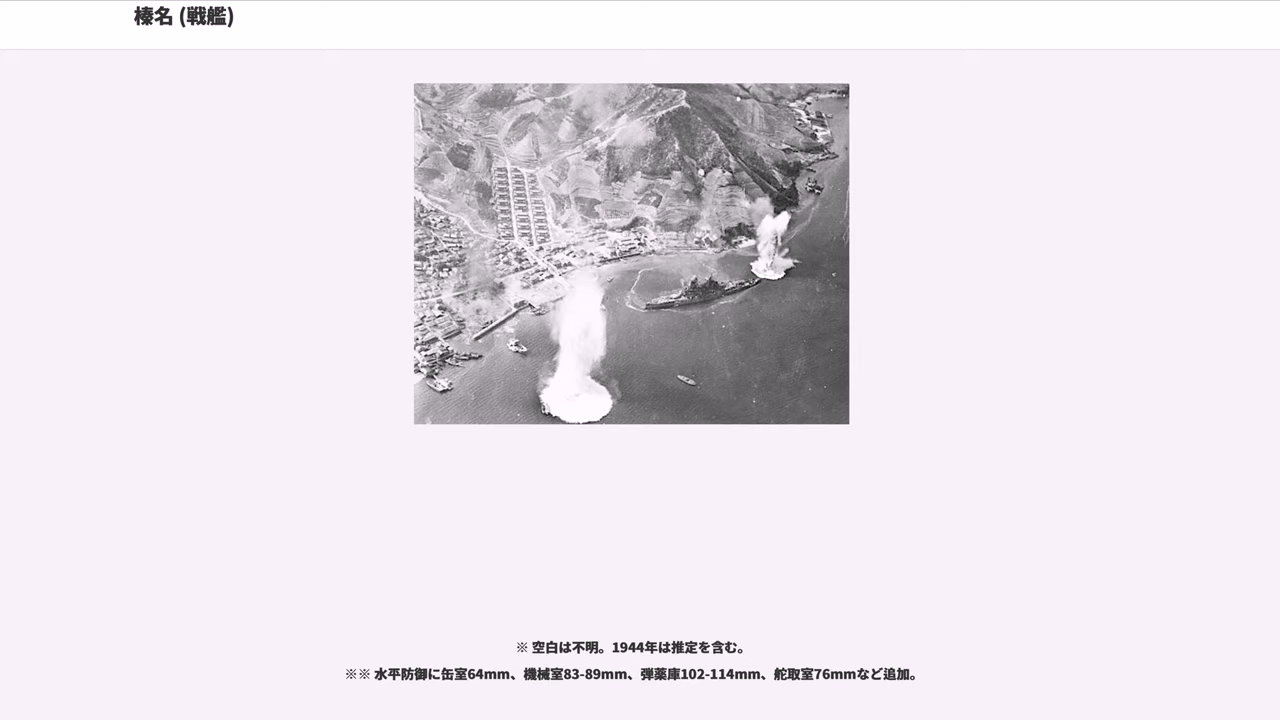 榛名 (戦艦)
※ 空白は不明。1944年は推定を含む。
※※ 水平防御に缶室64mm、機械室83-89mm、弾薬庫102-114mm、舵取室76mmなど追加。